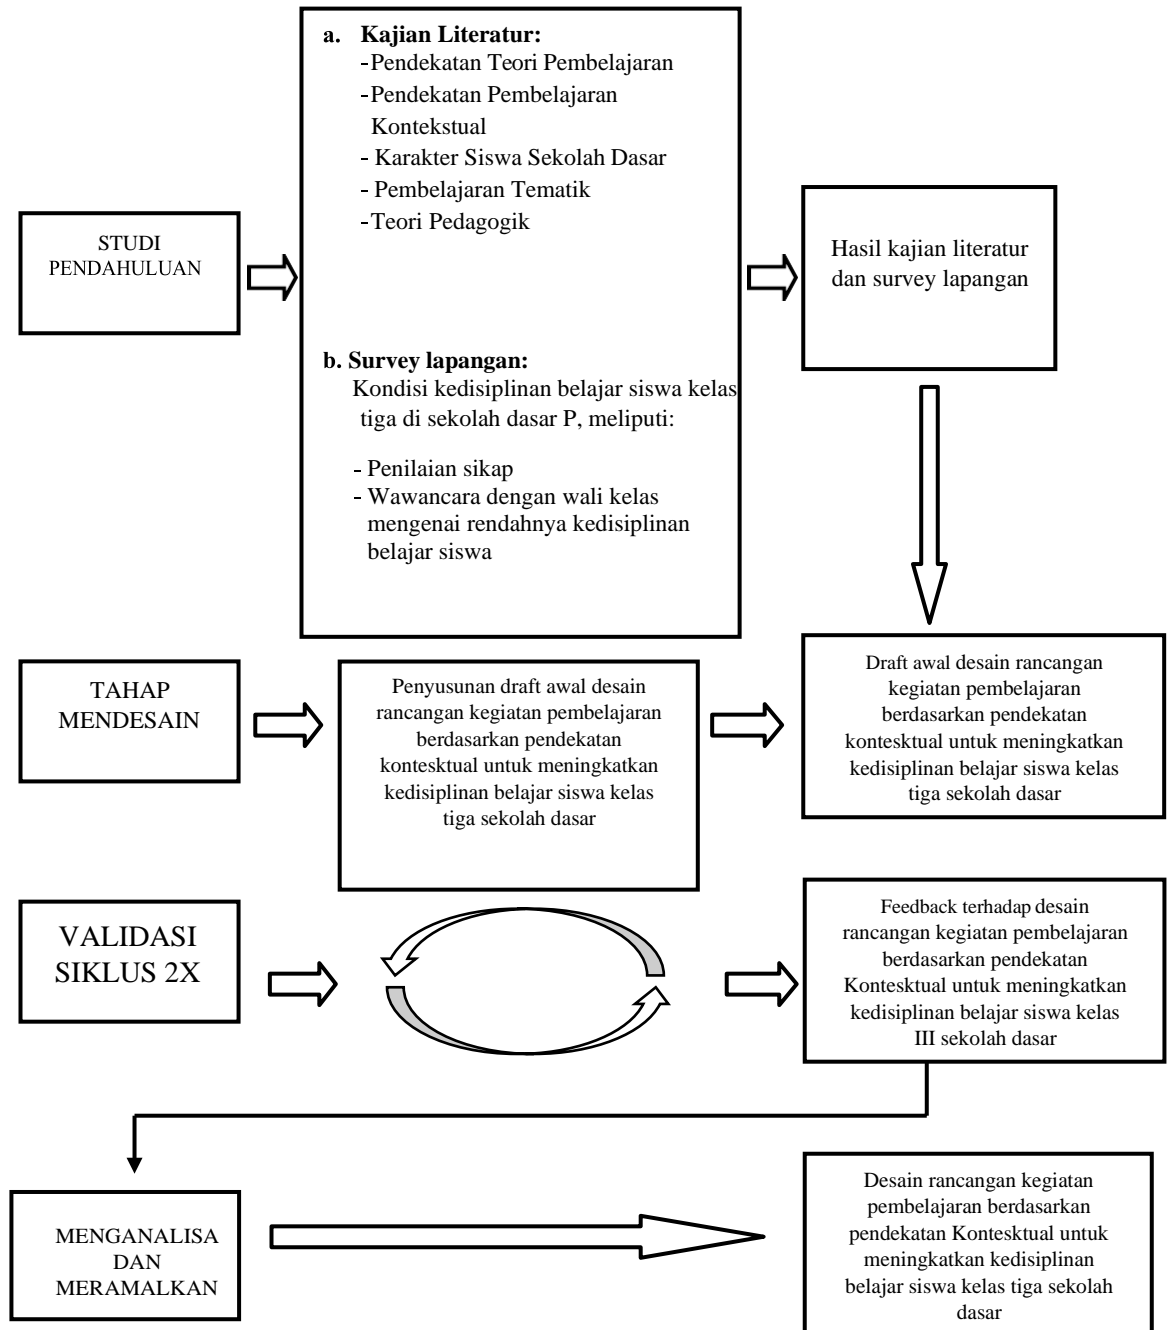 a. Kajian Literatur:
-Pendekatan Teori Pembelajaran
-Pendekatan Pembelajaran
Kontekstual
- Karakter Siswa Sekolah Dasar
- Pembelajaran Tematik
-Teori Pedagogik
STUDI
PENDAHULUAN
Hasil kajian literatur
dan survey lapangan
b. Survey lapangan:
Kondisi kedisiplinan belajar siswa kelas
tiga di sekolah dasar P, meliputi:
- Penilaian sikap
- Wawancara dengan wali kelas
mengenai rendahnya kedisiplinan
belajar siswa
TAHAP
MENDESAIN
Penyusunan draft awal desain
rancangan kegiatan pembelajaran
berdasarkan pendekatan
kontesktual untuk meningkatkan
kedisiplinan belajar siswa kelas
tiga sekolah dasar
Draft awal desain rancangan
kegiatan pembelajaran
berdasarkan pendekatan
kontesktual untuk meningkatkan
kedisiplinan belajar siswa kelas
tiga sekolah dasar
VALIDASI
SIKLUS 2X
Feedback terhadap desain
rancangan kegiatan pembelajaran
berdasarkan pendekatan
Kontesktual untuk meningkatkan
kedisiplinan belajar siswa kelas
III sekolah dasar
MENGANALISA
DAN
MERAMALKAN
Desain rancangan kegiatan
pembelajaran berdasarkan
pendekatan Kontesktual untuk
meningkatkan kedisiplinan
belajar siswa kelas tiga sekolah
dasar